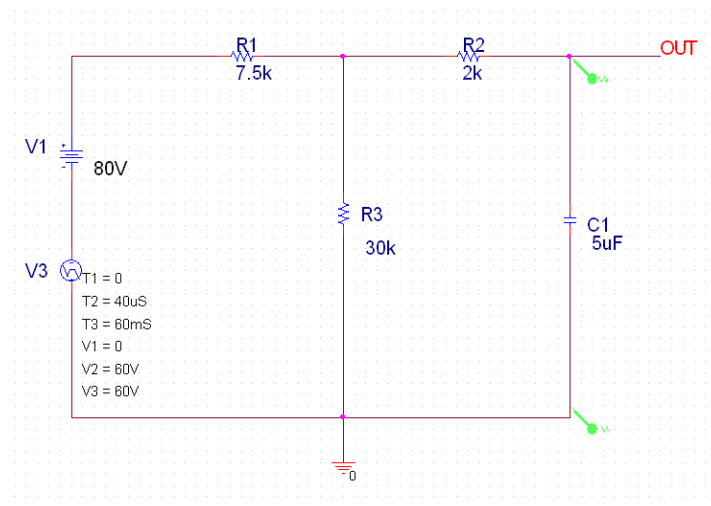 R1
7.5k
R2
2k
OUT
V+
V1
+
-
80V
R3
30k
C1
5uF
V3
T1 = 0
T2 = 40uS
T3 = 60mS
V1 = 0
V2 = 60V
V3 = 60V
V-
0